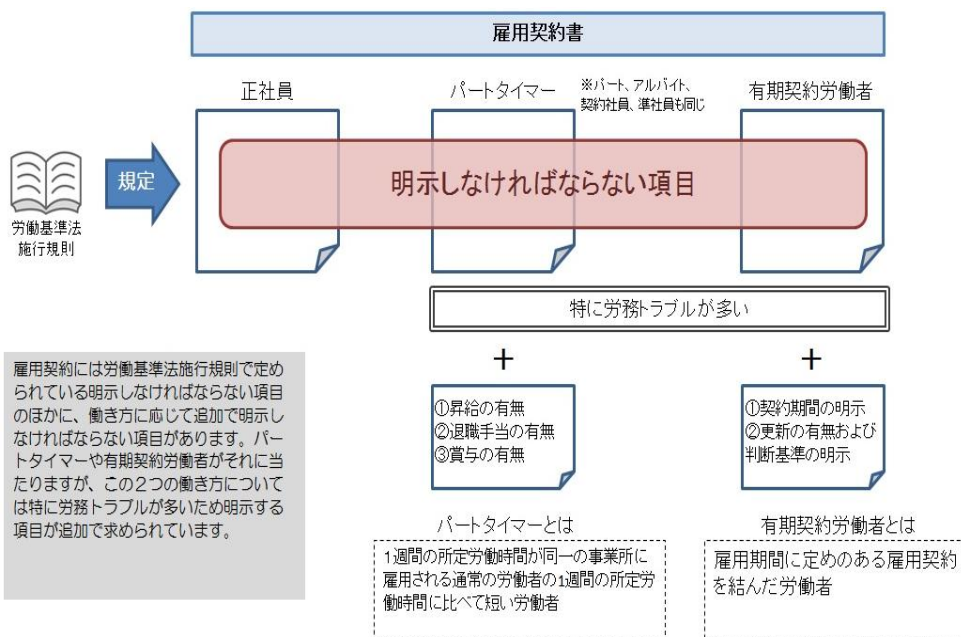 雇用契約書
正社員
パートタイマー
※パート、アルバイト、
契約社員、準社員も同じ
有期契約労働者
労働基準法
施行規則
規定
明示しなければならない項目
特に労務トラブルが多い
雇用契約には労働基準法施行規則で定め
られている明示しなければならない項目
のほかに、働き方に応じて追加で明示し
なければならない項目があります。パー
トタイマーや有期契約労働者がそれに当
たりますが、この２つの働き方について
は特に労務トラブルが多いため明示する
項目が追加で求められています。
+
①昇給の有無
②退職手当の有無
③賞与の有無
パートタイマーとは
1週間の所定労働時間が同一の事業所に
雇用される通常の労働者の1週間の所定労
働時間に比べて短い労働者
+
①契約期間の明示
②更新の有無および
判断基準の明示
有期契約労働者とは
雇用期間に定めのある雇用契約
を結んだ労働者